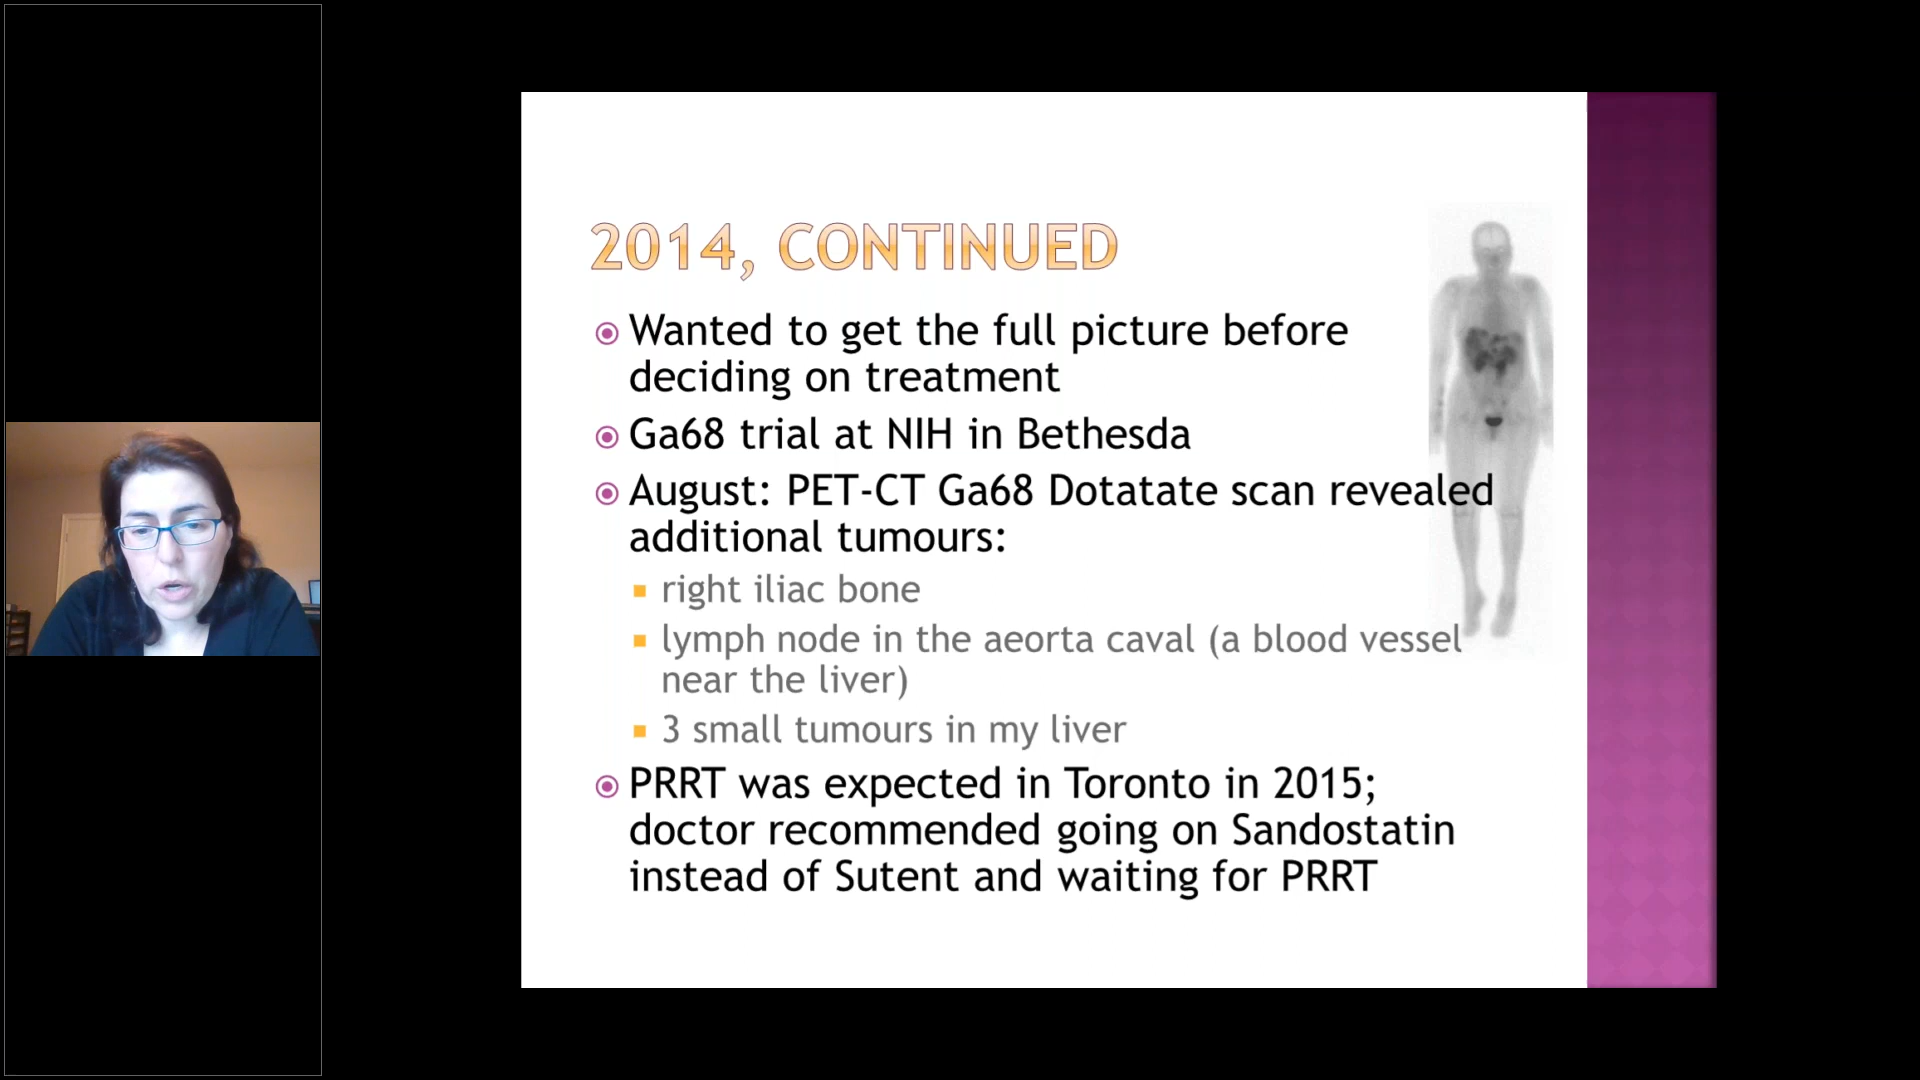 2014, CONTINUED
Wanted to get the full picture before
deciding on treatment
Ga68 trial at NIH in Bethesda
August: PET-CT Ga68 Dotatate scan revealed
additional tumours:
right iliac bone
lymph node in the aeorta caval (a blood vessel
near the liver)
3 small tumours in my liver
PRRT was expected in Toronto in 2015;
doctor recommended going on Sandostatin
instead of Sutent and waiting for PRRT